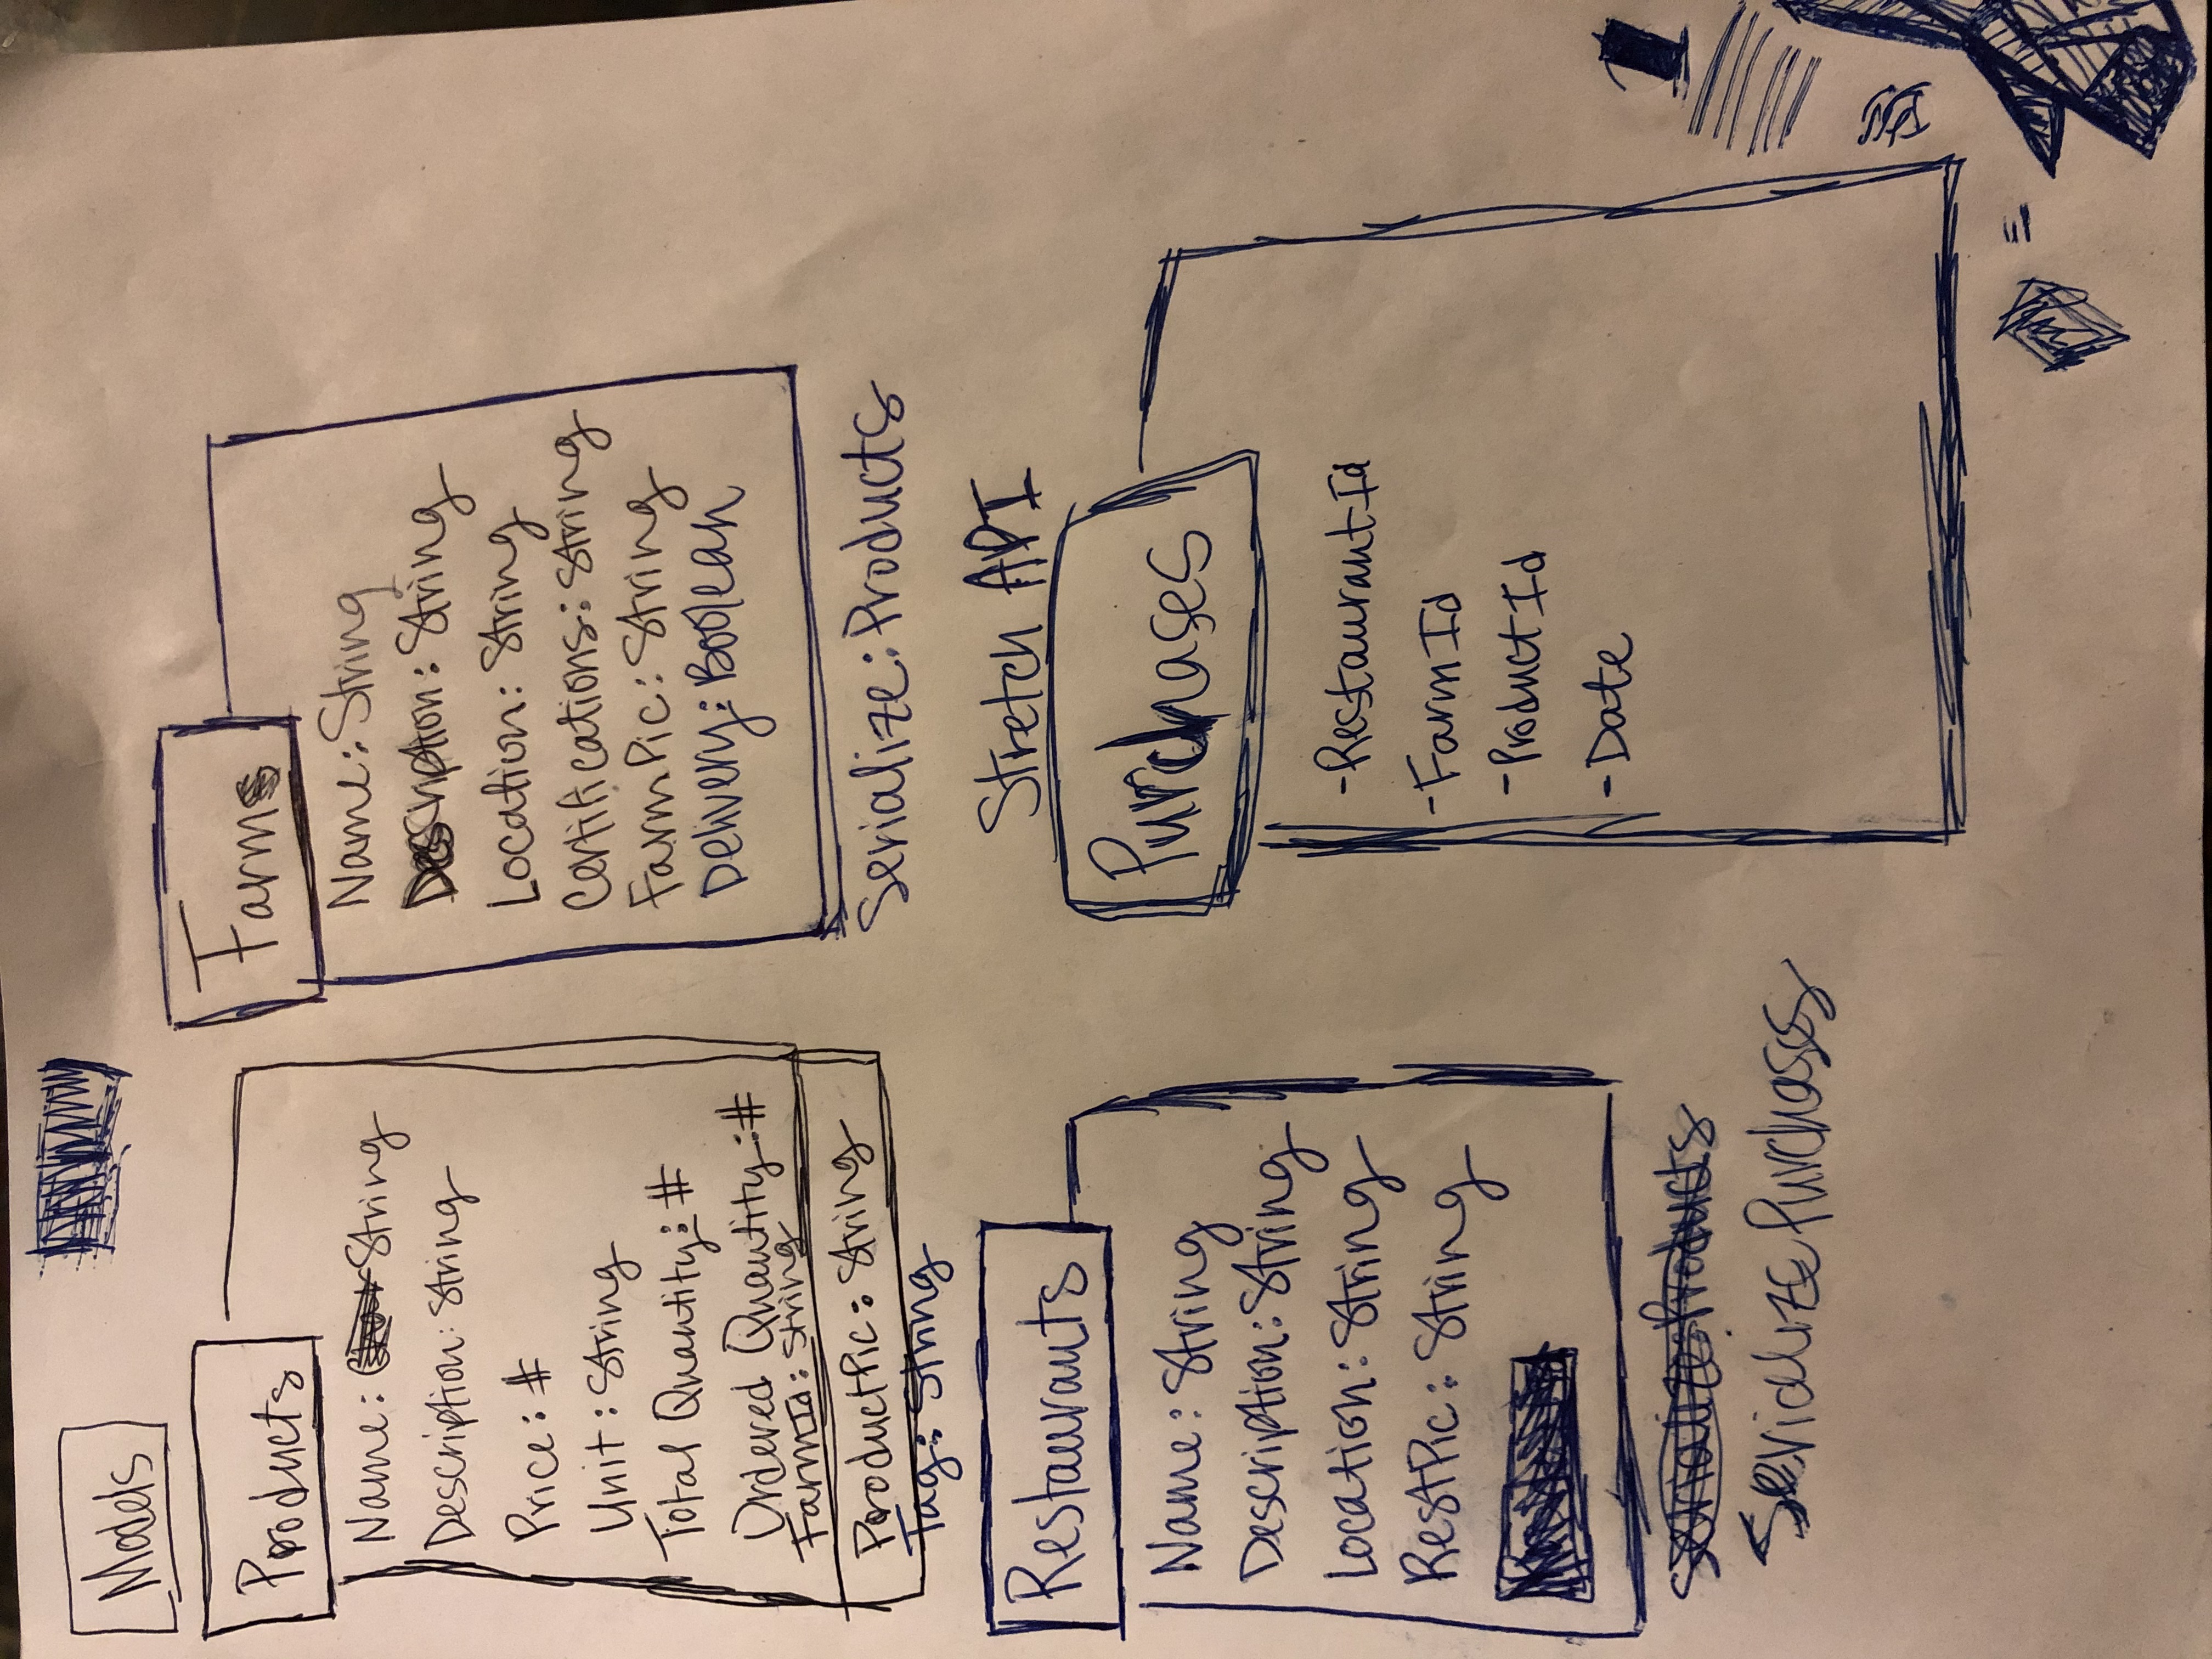 Models
Products
Name: String
Description: String
Price: #
Unit: String
Total Quantity: #
Ordered Quantity: #
FarmId: String
ProductPic: String
Tag: String
Farms
Name: String
Description: String
Location: String
Certifications: String
FarmPic: String
Delivery: Boolean
Serialize: Products
Restaurants
Name: String
Description: String
Location: String
RestPic: String
Serialize: Products
Serialize Purchases
Stretch API
Purchases
-RestaurantId
-FarmId
-ProductId
-Date